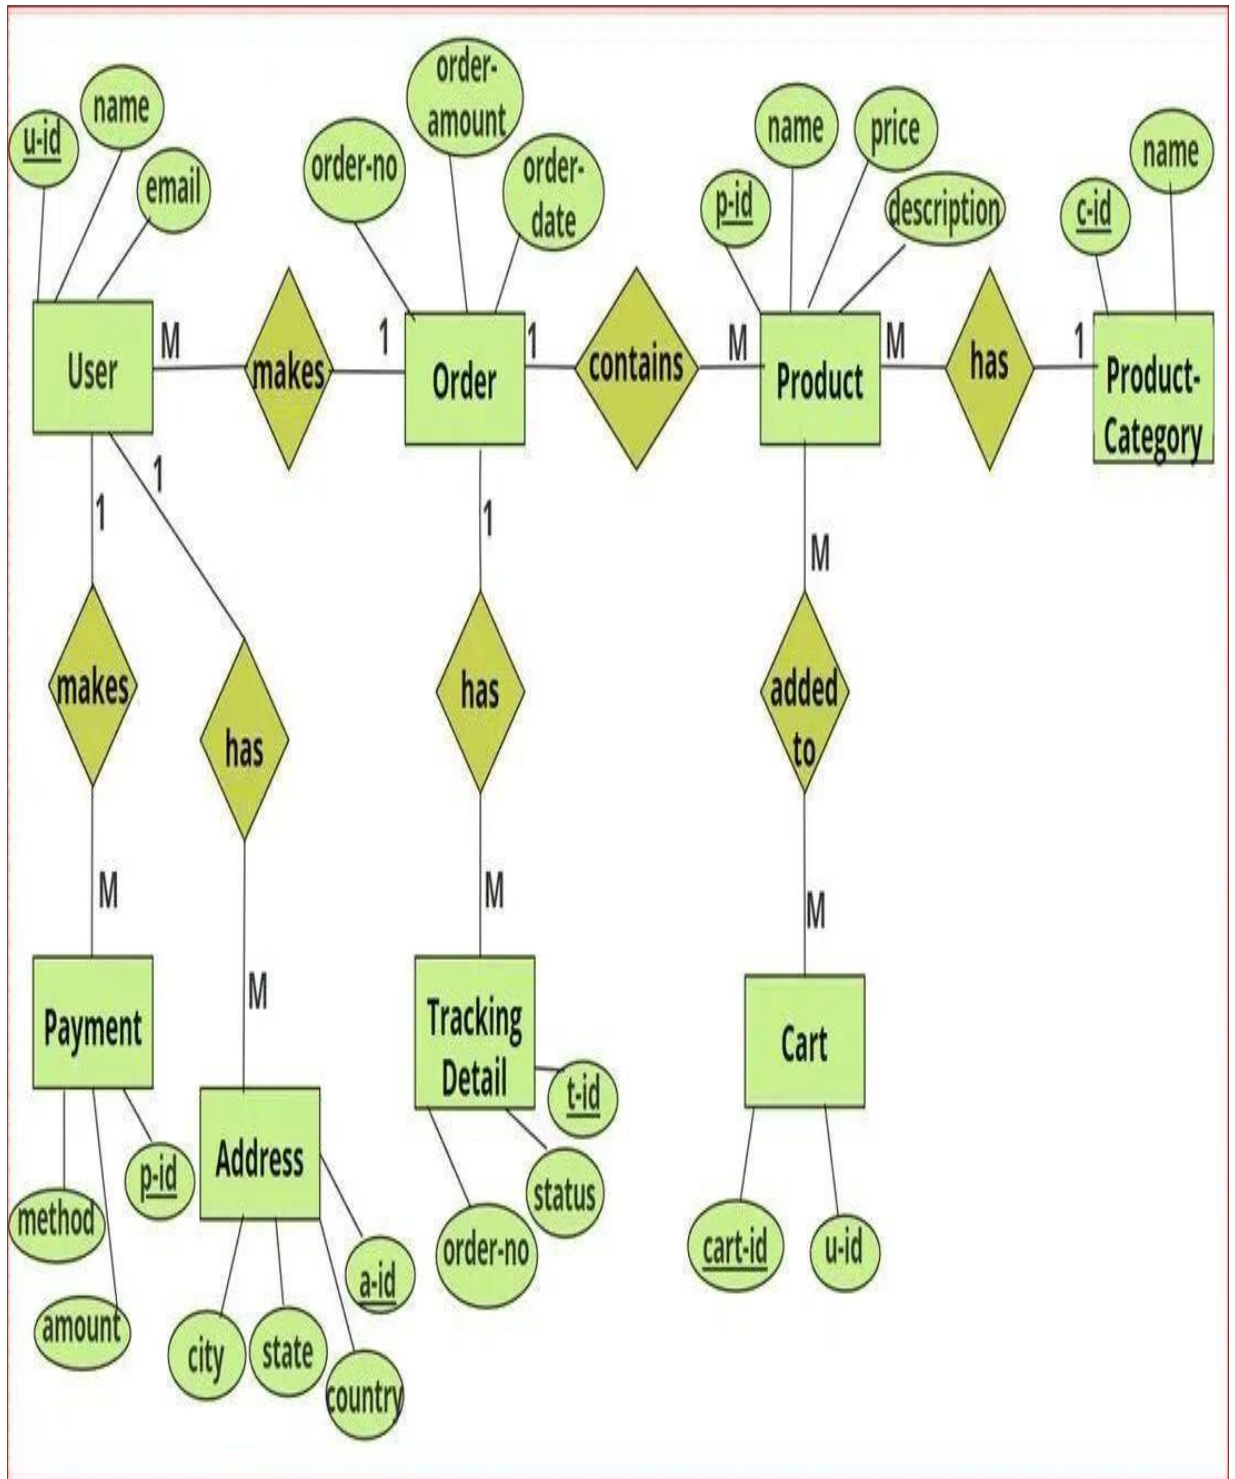 order-
amount
name
u-id
email
order-no
order-
date
name
price
p-id
description
name
c-id
User
M
makes
1
Order
1
contains
M
Product
M
has
1
Product-
Category
1
1
1
M
makes
has
has
added
to
M
M
M
M
Payment
Address
Tracking
Detail
Cart
method
amount
p-id
city
state
country
a-id
t-id
status
order-no
cart-id
u-id